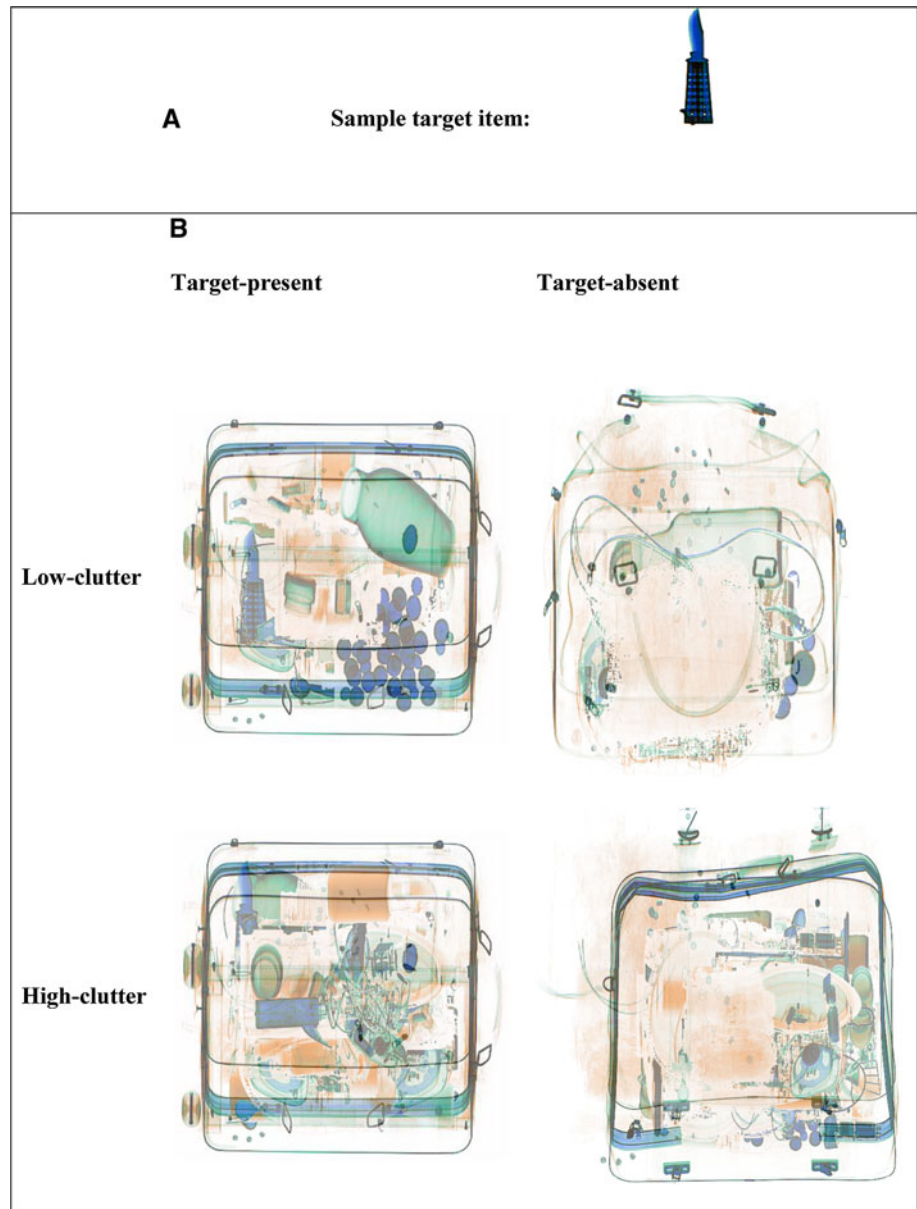 A
Sample target item:
B
Target-present
Target-absent
Low-clutter
High-clutter